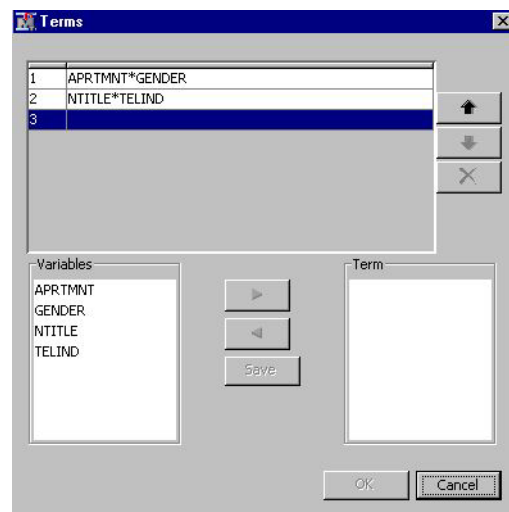 Terms
1 APRTMNT*GENDER
2 NTITLE*TELIND
3
Variables
Term
APRTMNT
GENDER
NTITLE
TELIND
Save
OK
Cancel